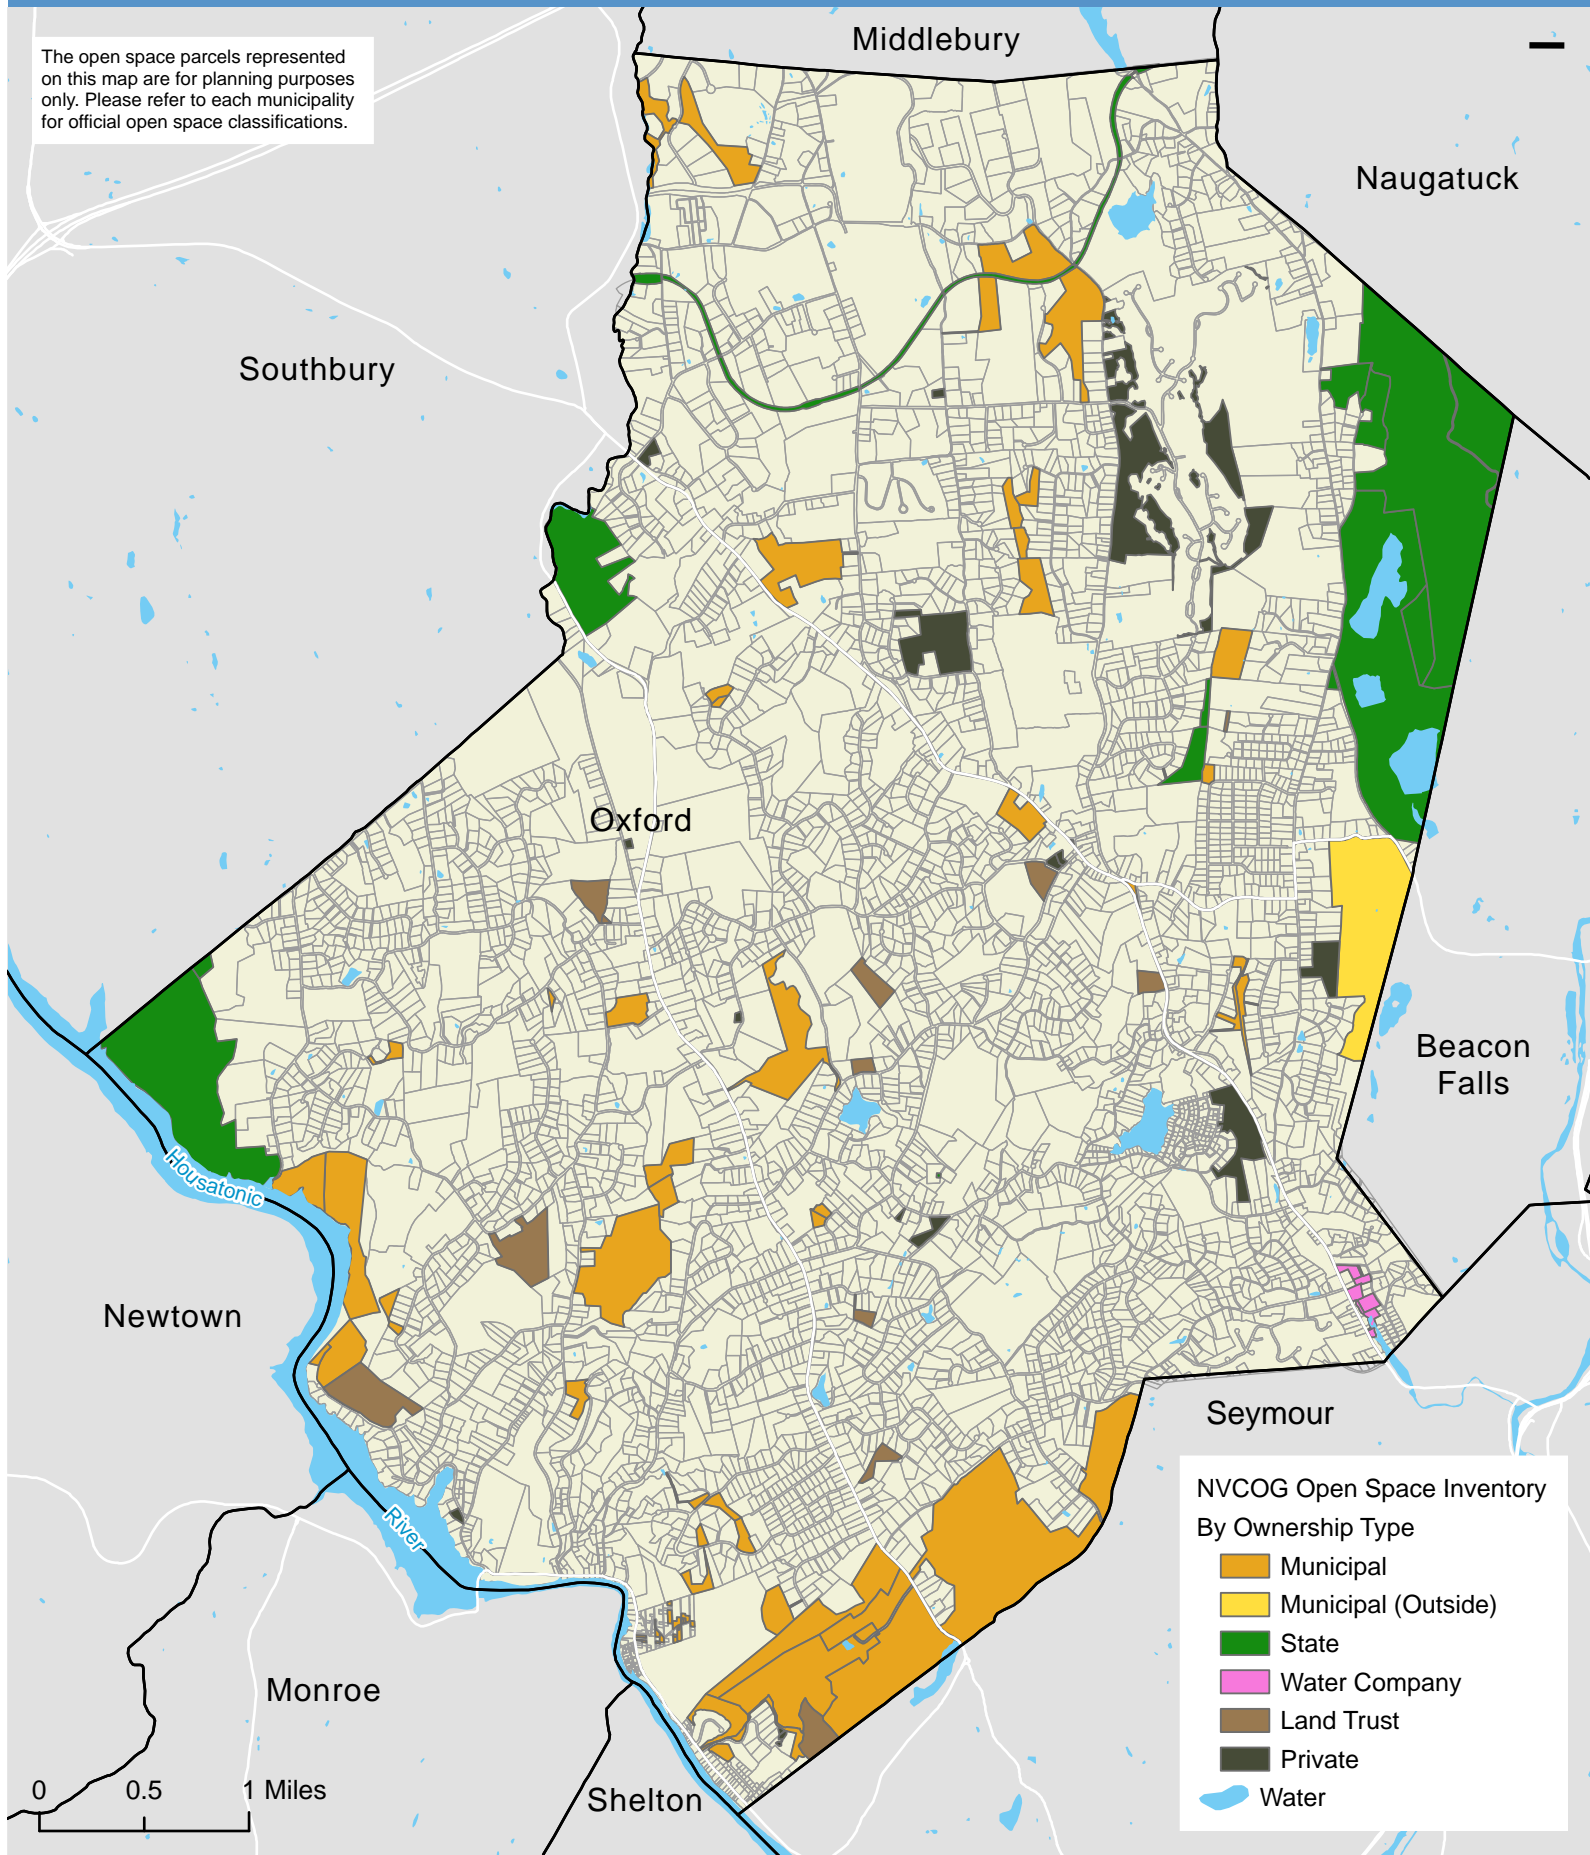 Middlebury
The open space parcels represented
on this map are for planning purposes
only. Please refer to each municipality
for official open space classifications.
Naugatuck
Southbury
Oxford
Beacon
Falls
Housatonic
Newtown
Seymour
River
NVCOG Open Space Inventory
By Ownership Type
Municipal
Municipal (Outside)
State
Water Company
Land Trust
Private
Water
Monroe
Shelton
0 0.5 1 Miles